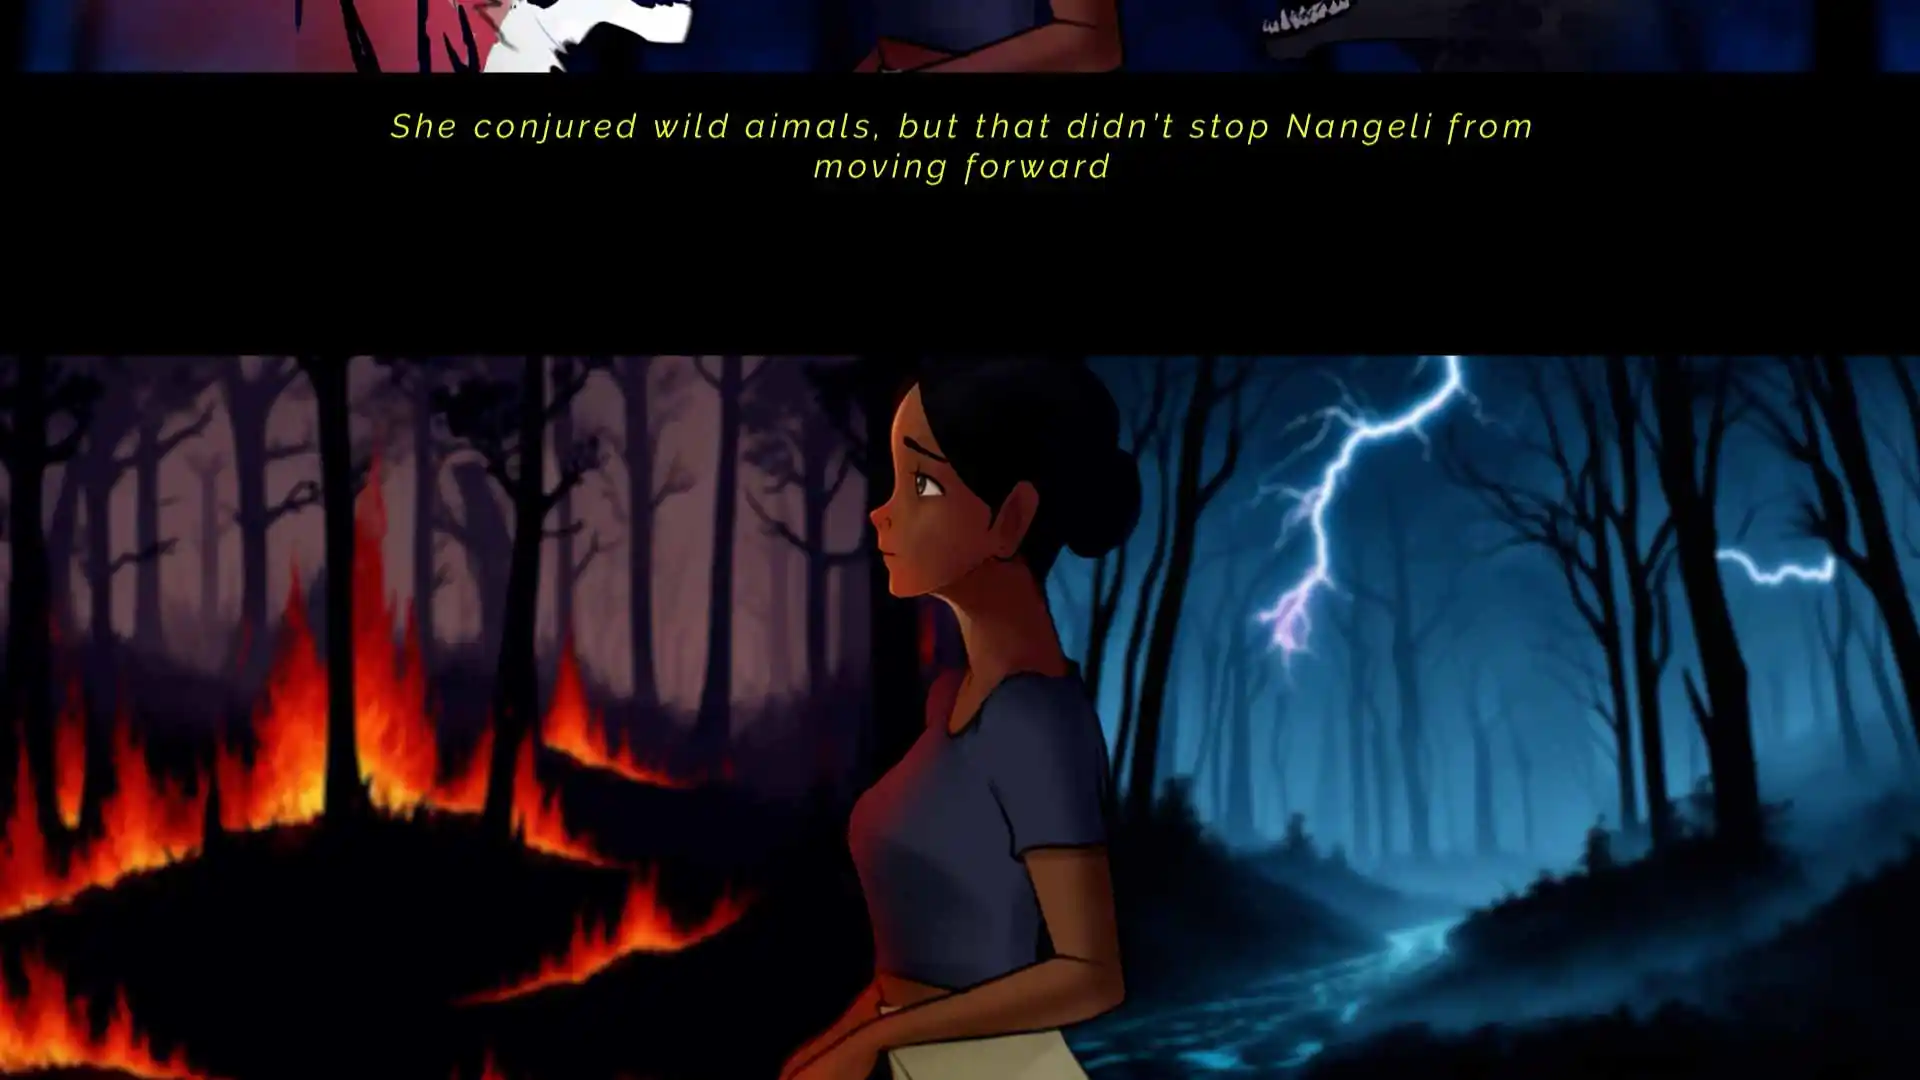 She conjured wild aimals, but that didn't stop Nangeli from
moving forward